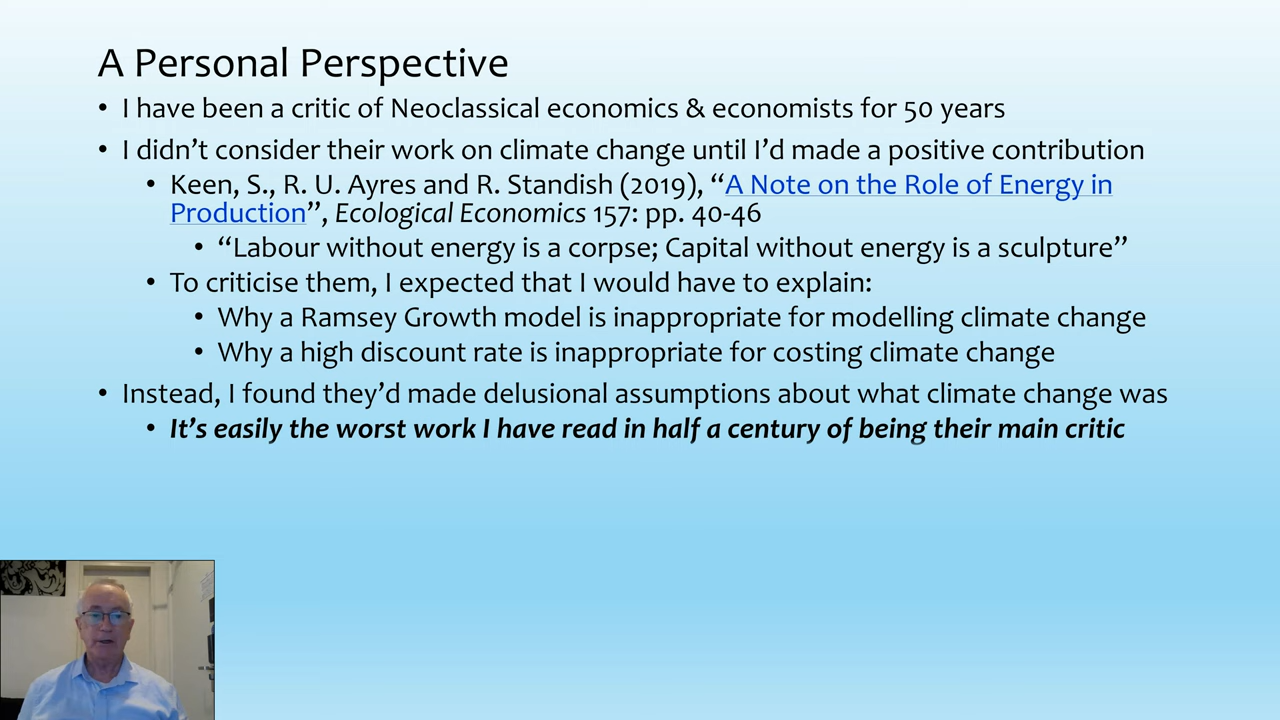 A Personal Perspective
• I have been a critic of Neoclassical economics & economists for 50 years
• I didn’t consider their work on climate change until I’d made a positive contribution
• Keen, S., R. U. Ayres and R. Standish (2019), “A Note on the Role of Energy in
Production”, Ecological Economics 157: pp. 40-46
• “Labour without energy is a corpse; Capital without energy is a sculpture”
• To criticise them, I expected that I would have to explain:
• Why a Ramsey Growth model is inappropriate for modelling climate change
• Why a high discount rate is inappropriate for costing climate change
• Instead, I found they’d made delusional assumptions about what climate change was
• It’s easily the worst work I have read in half a century of being their main critic